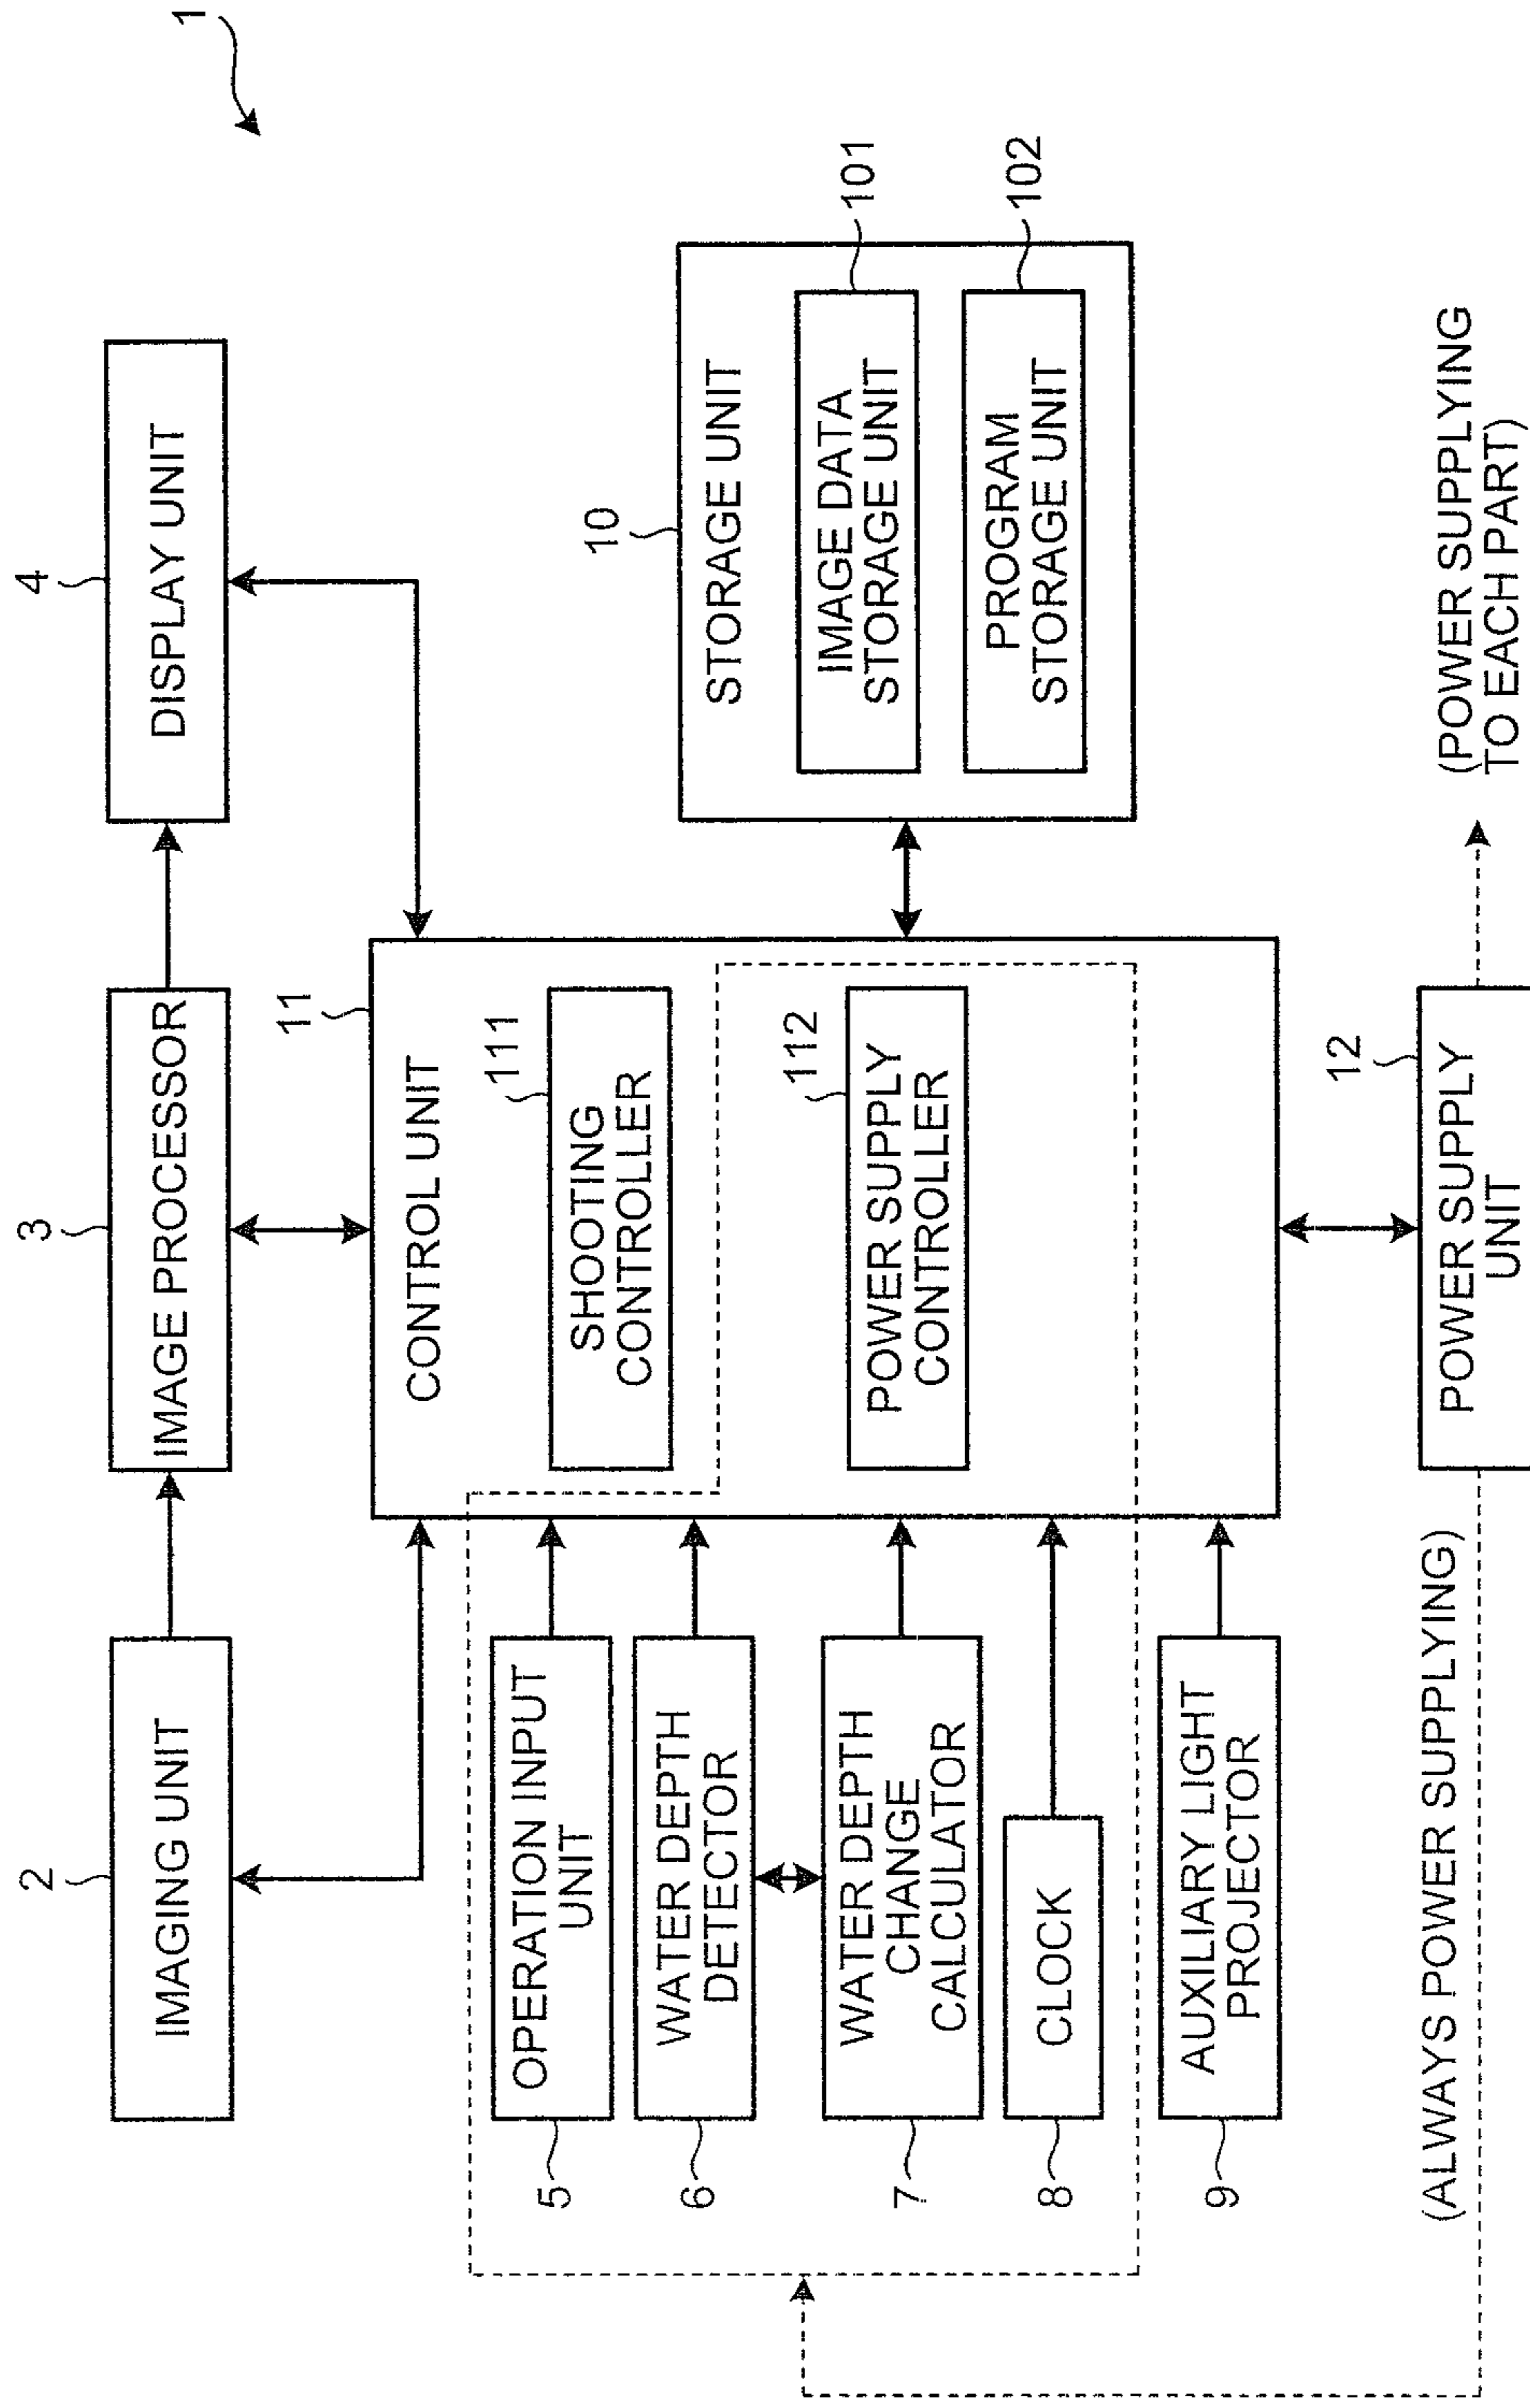 1
2
IMAGING UNIT
3
IMAGE PROCESSOR
4
DISPLAY UNIT
11
CONTROL UNIT
111
SHOOTING
CONTROLLER
112
POWER SUPPLY
CONTROLLER
5
OPERATION INPUT
UNIT
6
WATER DEPTH
DETECTOR
7
WATER DEPTH
CHANGE
CALCULATOR
8
CLOCK
9
AUXILIARY LIGHT
PROJECTOR
10
STORAGE UNIT
IMAGE DATA
STORAGE UNIT
101
PROGRAM
STORAGE UNIT
102
(ALWAYS POWER SUPPLYING)
12
POWER SUPPLY
UNIT
(POWER SUPPLYING
TO EACH PART)